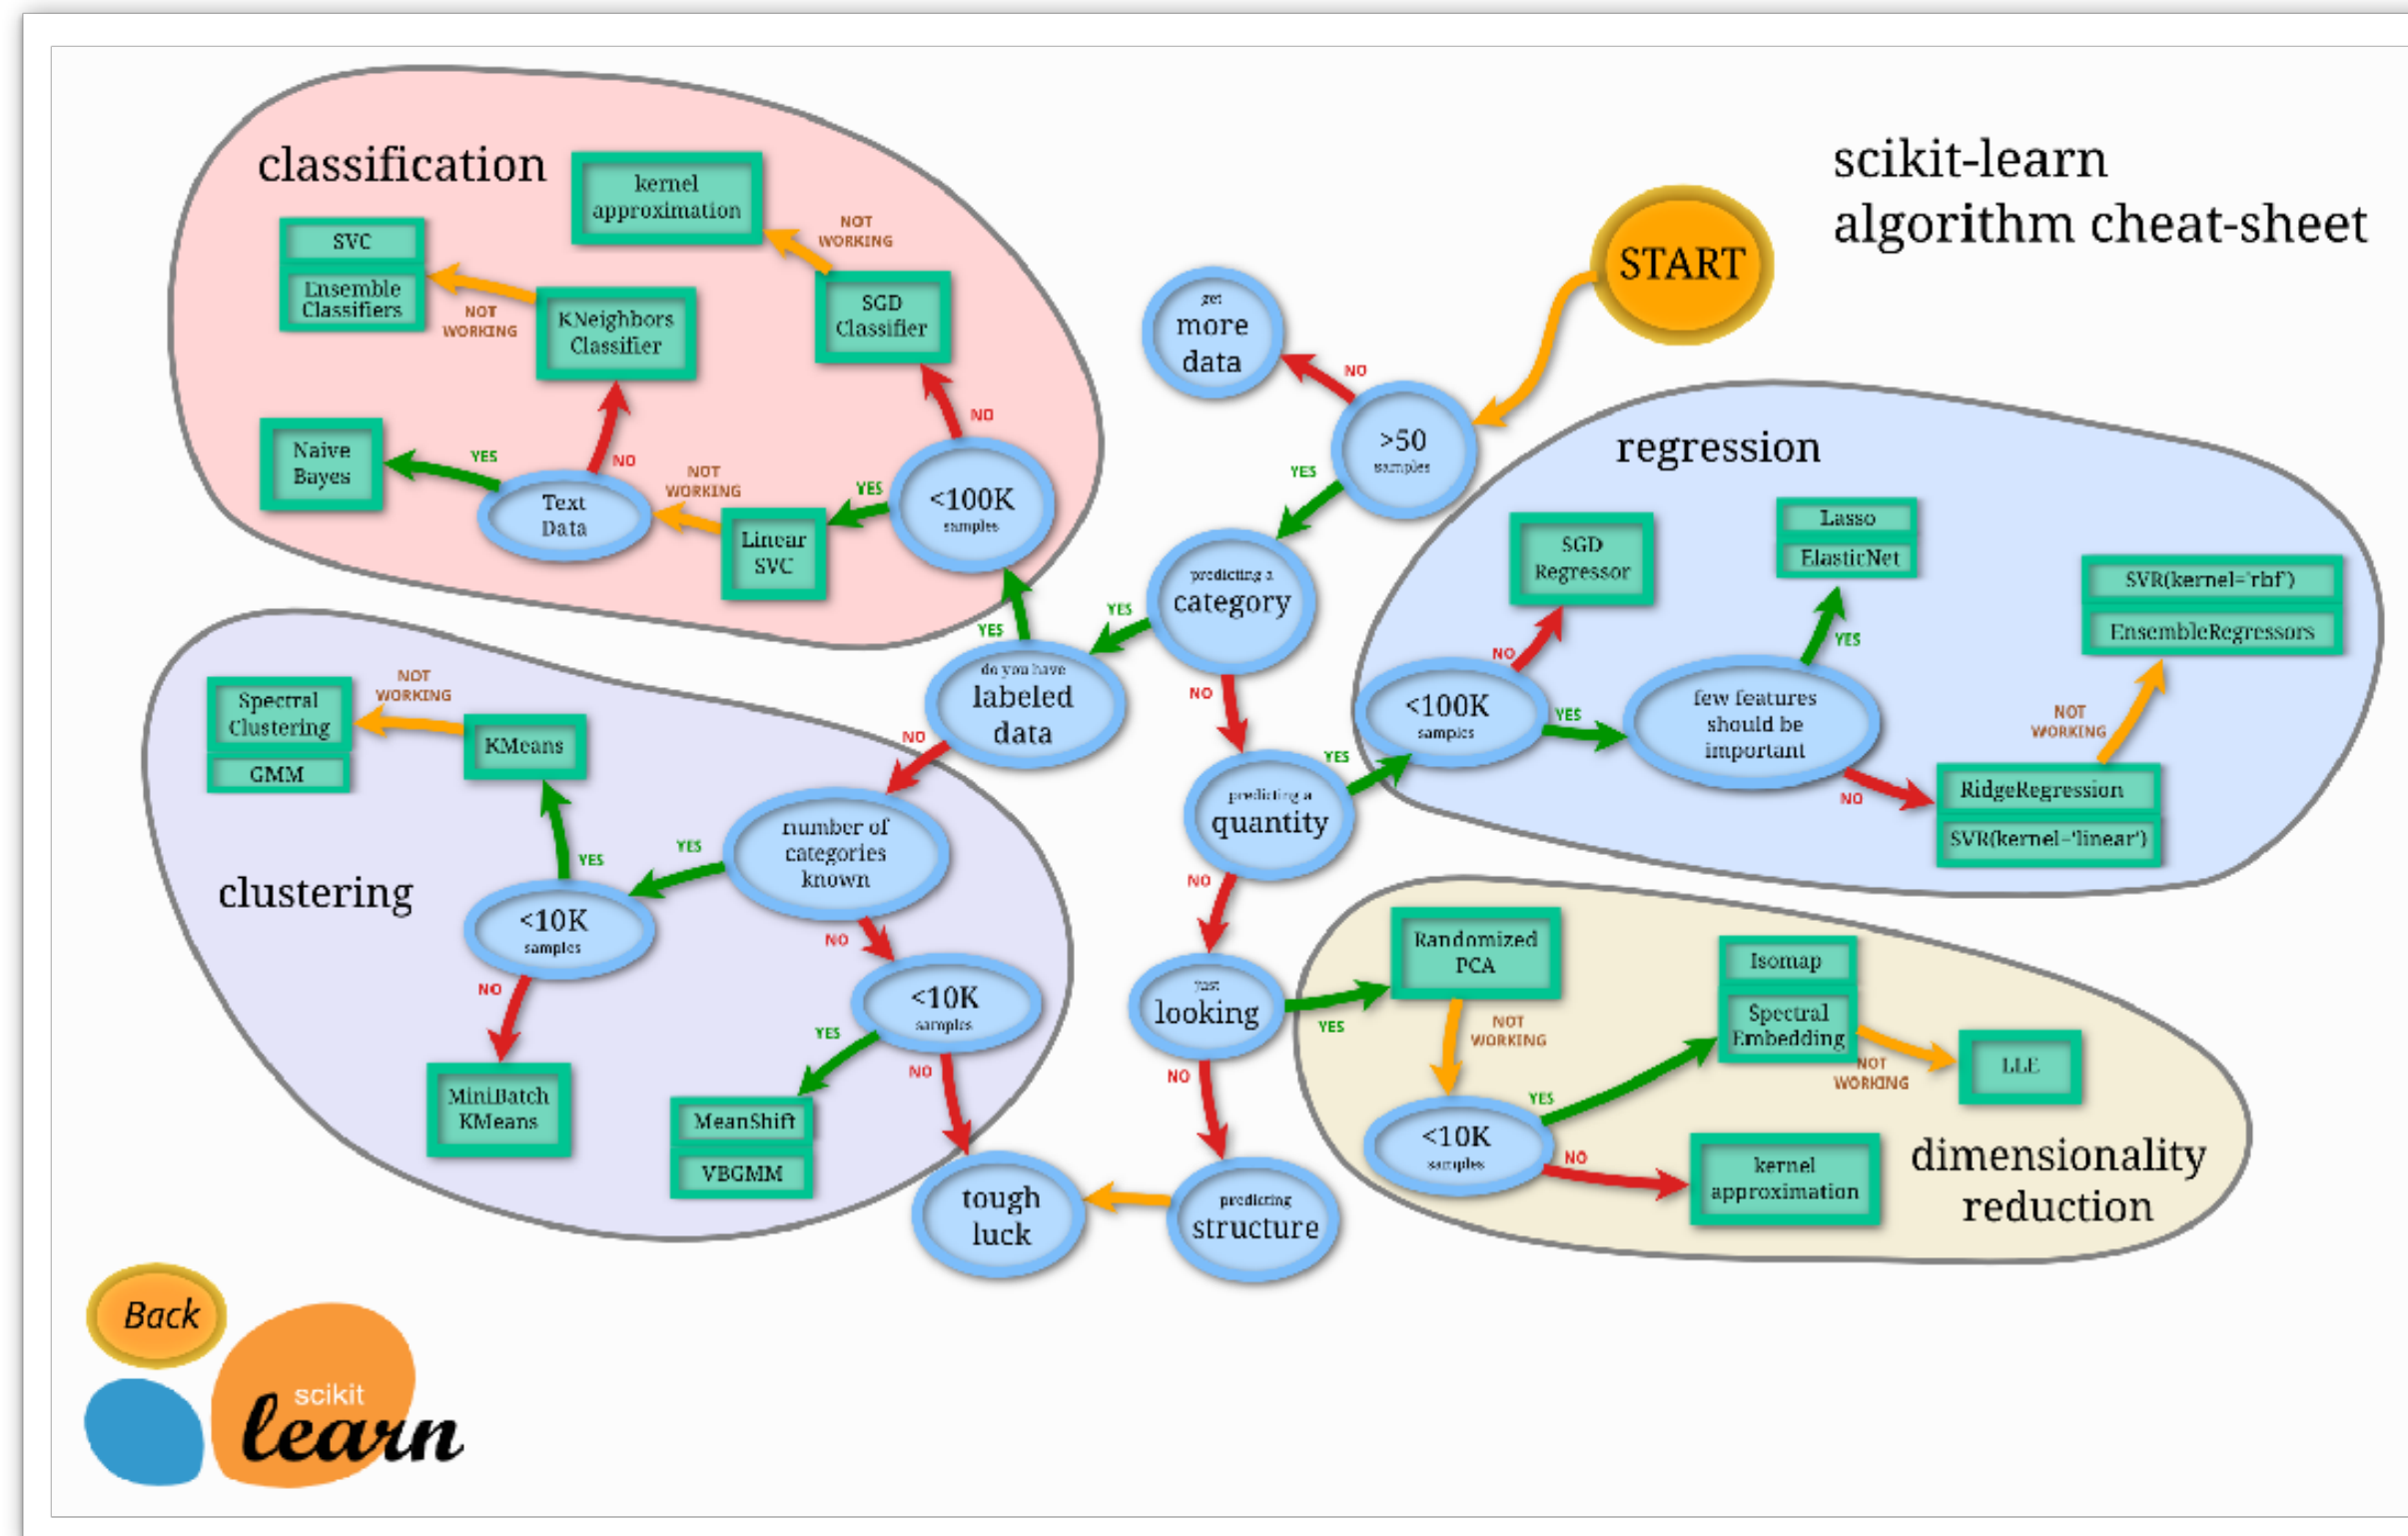 scikit-learn
algorithm cheat-sheet
START
get
more
data
NO
>50
samples
YES
predicting a
category
YES
NO
do you have
labeled
data
YES
NO
predicting a
quantity
YES
NO
just
looking
YES
NO
predicting
structure
tough
luck
classification
kernel
approximation
NOT
WORKING
SVC
Ensemble
Classifiers
NOT
WORKING
KNeighbors
Classifier
SGD
Classifier
NO
Naive
Bayes
YES
NO
Text
Data
NOT
WORKING
Linear
SVC
YES
<100K
samples
regression
SGD
Regressor
Lasso
ElasticNet
SVR(kernel='rbf')
EnsembleRegressors
NO
YES
<100K
samples
YES
few features
should be
important
NOT
WORKING
NO
RidgeRegression
SVR(kernel='linear')
clustering
Spectral
Clustering
GMM
NOT
WORKING
KMeans
YES
number of
categories
known
YES
<10K
samples
NO
NO
<10K
samples
YES
NO
MiniBatch
KMeans
MeanShift
VBGMM
dimensionality
reduction
Randomized
PCA
NOT
WORKING
Isomap
Spectral
Embedding
NOT
WORKING
LLE
YES
<10K
samples
NO
kernel
approximation
Back
scikit
learn